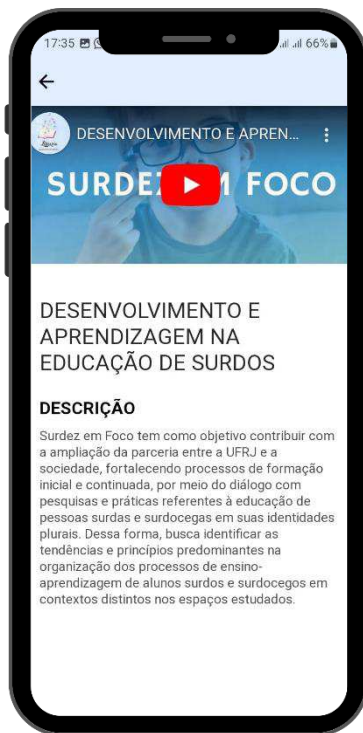 17:35
66%
DESENVOLVIMENTO E APREN...
SURDEZ EM FOCO
DESENVOLVIMENTO E
APRENDIZAGEM NA
EDUCAÇÃO DE SURDOS
DESCRIÇÃO
Surdez em Foco tem como objetivo contribuir com
a ampliação da parceria entre a UFRJ e a
sociedade, fortalecendo processos de formação
inicial e continuada, por meio do diálogo com
pesquisas e práticas referentes à educação de
pessoas surdas e surdocegas em suas identidades
plurais. Dessa forma, busca identificar as
tendências e princípios predominantes na
organização dos processos de ensino-
aprendizagem de alunos surdos e surdocegos em
contextos distintos nos espaços estudados.